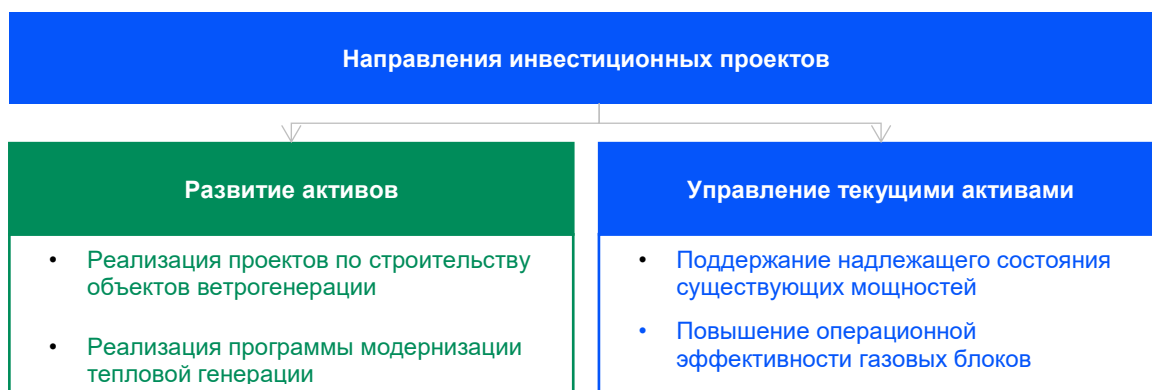 Направления инвестиционных проектов
Развитие активов
• Реализация проектов по строительству
объектов ветрогенерации
• Реализация программы модернизации
тепловой генерации
Управление текущими активами
• Поддержание надлежащего состояния
существующих мощностей
• Повышение операционной
эффективности газовых блоков